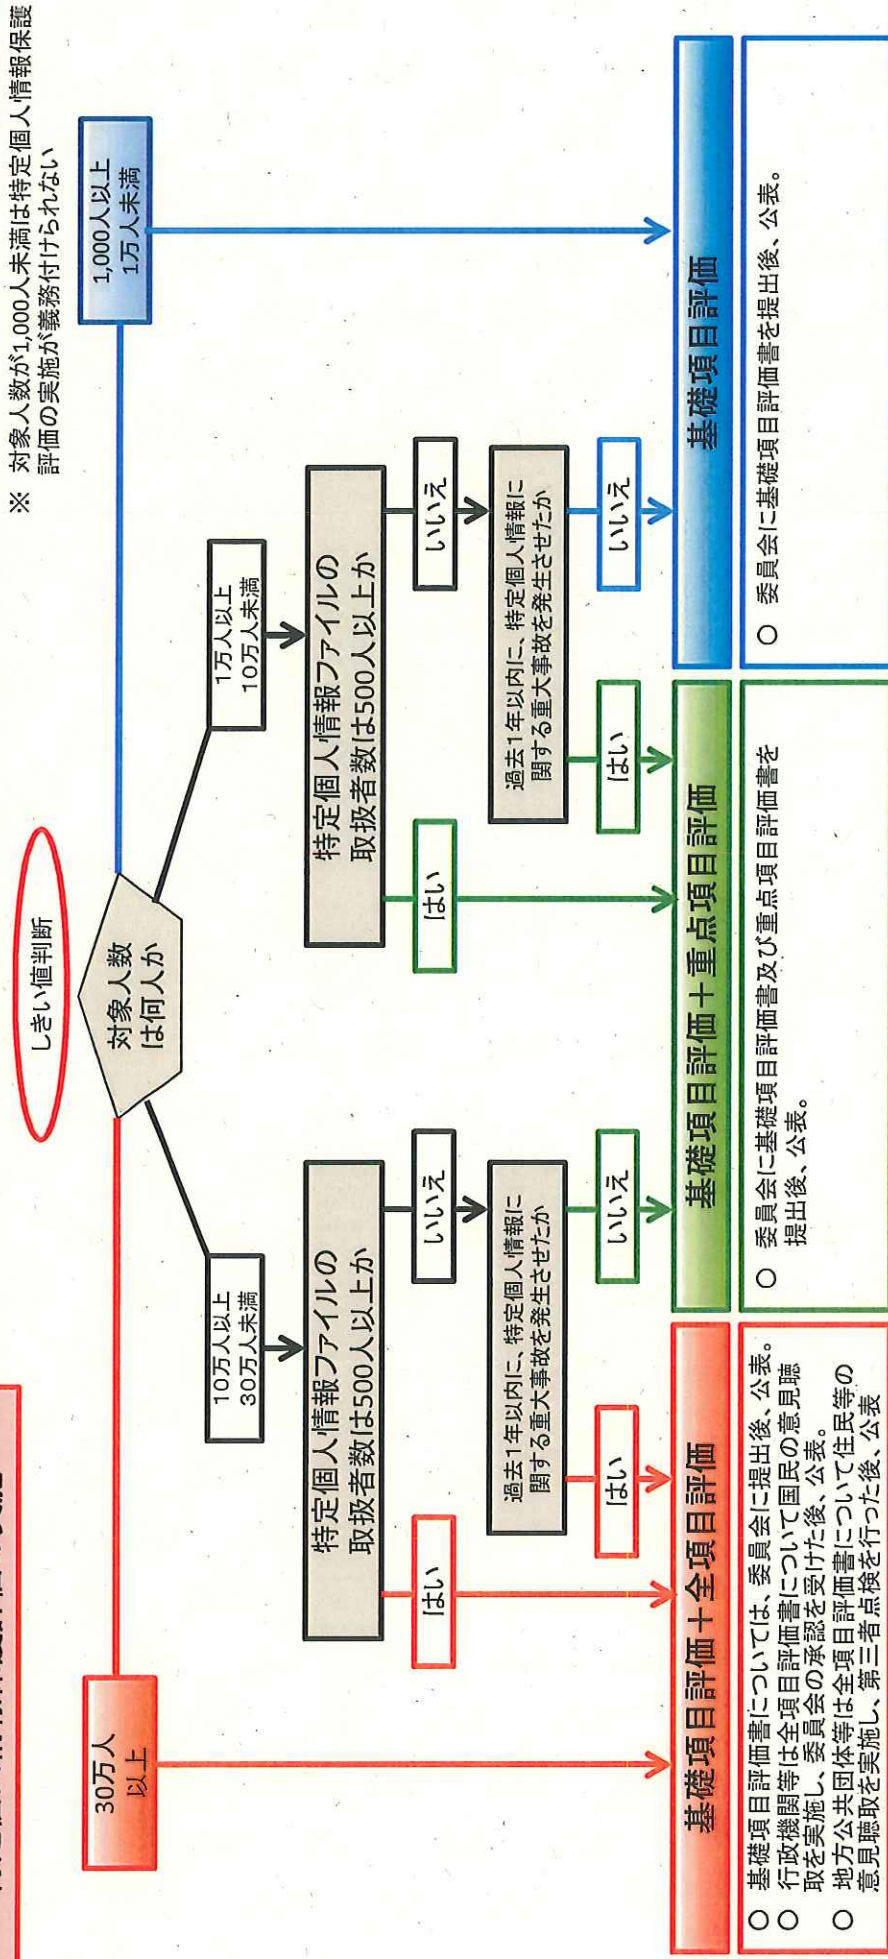 しきい値判断
※ 対象人数が1,000人未満は特定個人情報保護
評価の実施が義務付けられない
対象人数
は何人か
30万人
以上
10万人以上
30万人未満
1万人以上
10万人未満
1,000人以上
1万人未満
特定個人情報ファイルの
取扱者数は500人以上か
特定個人情報ファイルの
取扱者数は500人以上か
はい
いいえ
はい
いいえ
過去1年以内に、特定個人情報に
関する重大事故を発生させたか
過去1年以内に、特定個人情報に
関する重大事故を発生させたか
はい
いいえ
はい
いいえ
基礎項目評価+全項目評価
基礎項目評価+重点項目評価
基礎項目評価
○ 基礎項目評価書については、委員会に提出後、公表。
○ 行政機関等は全項目評価書について国民の意見聴
取を実施し、委員会の承認を受けた後、公表。
○ 地方公共団体等は全項目評価書について住民等の
意見聴取を実施し、第三者点検を行った後、公表
○ 委員会に基礎項目評価書及び重点項目評価書を
提出後、公表。
○ 委員会に基礎項目評価書を提出後、公表。